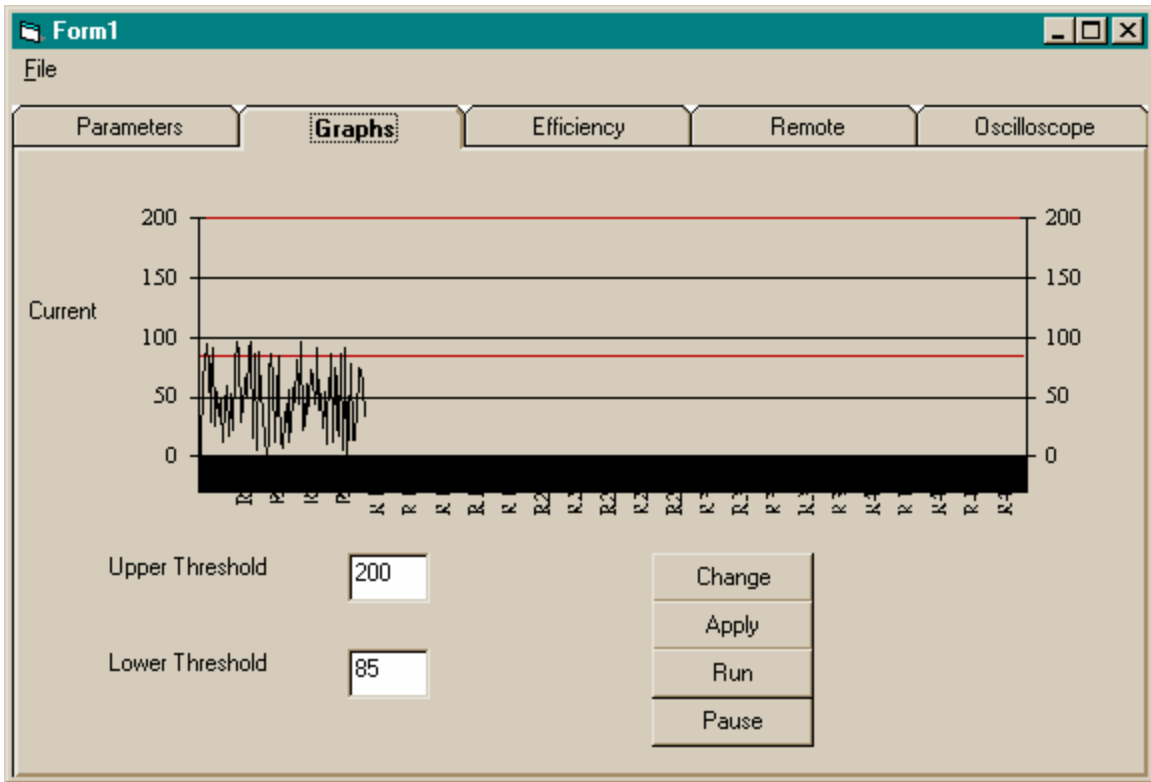 Form1
File
Parameters Graphs Efficiency Remote Oscilloscope
200 200
150 150
Current
100 100
50 50
0 0
Upper Threshold 200 Change
Apply
Lower Threshold 85 Run
Pause